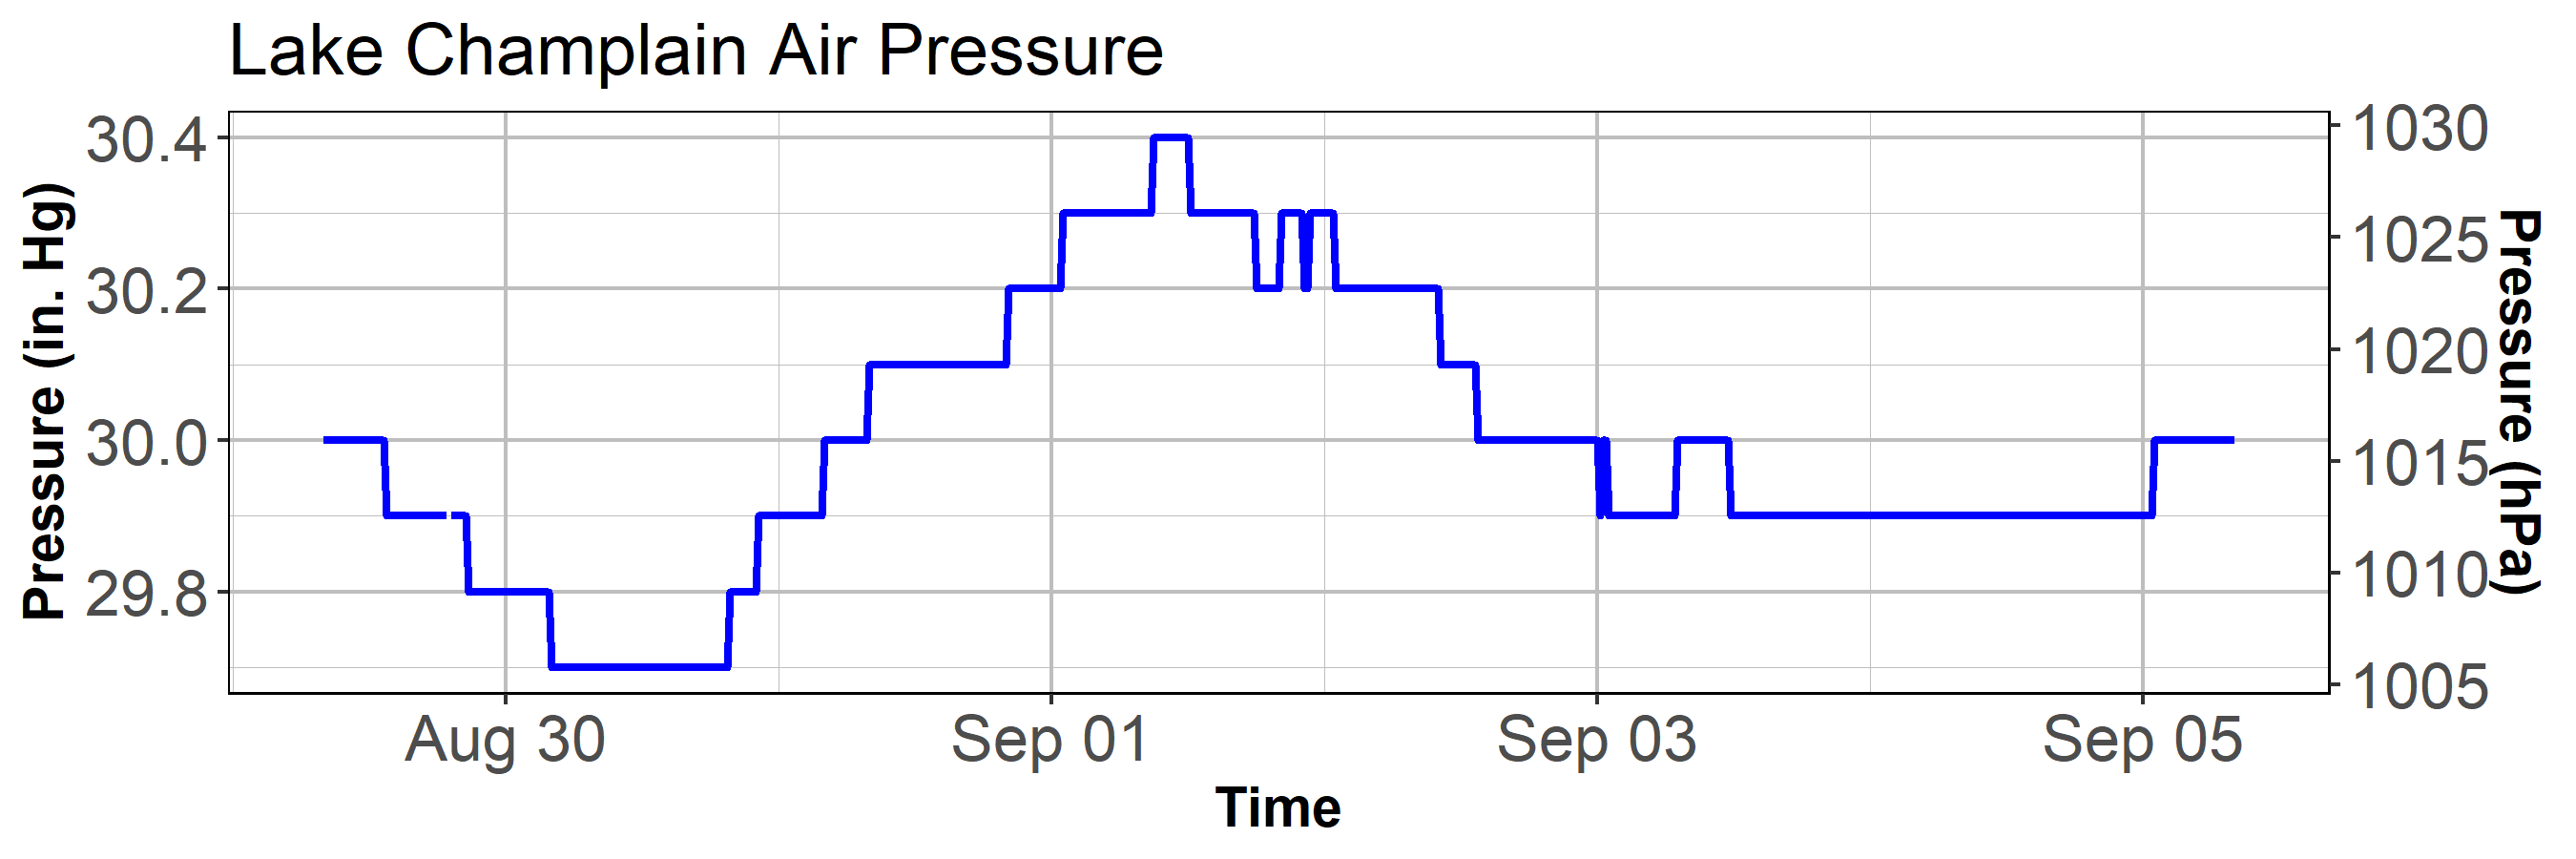 Lake Champlain Air Pressure
Pressure (in. Hg)
30.4
30.2
30.0
29.8
1030
1025
1020
1015
1010
1005
Pressure (hPa)
Aug 30
Sep 01
Sep 03
Sep 05
Time